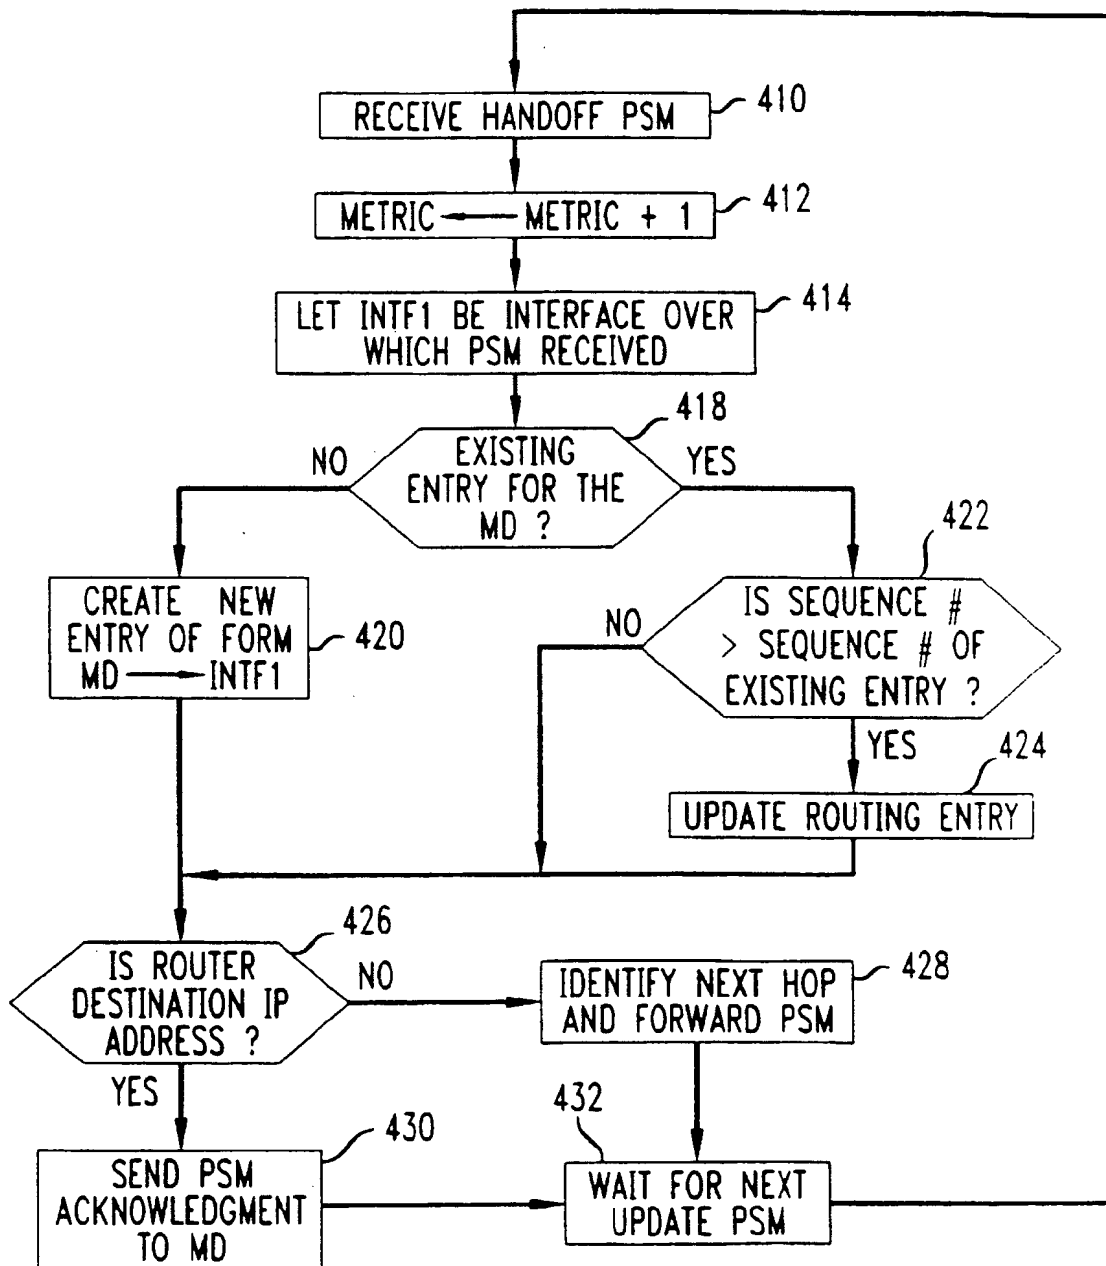 RECEIVE HANDOFF PSM
410
METRIC ← METRIC + 1
412
LET INTF1 BE INTERFACE OVER
WHICH PSM RECEIVED
414
EXISTING
ENTRY FOR THE
MD ?
418
NO
YES
CREATE NEW
ENTRY OF FORM
MD → INTF1
420
IS SEQUENCE #
> SEQUENCE # OF
EXISTING ENTRY ?
422
NO
YES
UPDATE ROUTING ENTRY
424
IS ROUTER
DESTINATION IP
ADDRESS ?
426
NO
YES
IDENTIFY NEXT HOP
AND FORWARD PSM
428
SEND PSM
ACKNOWLEDGMENT
TO MD
430
WAIT FOR NEXT
UPDATE PSM
432